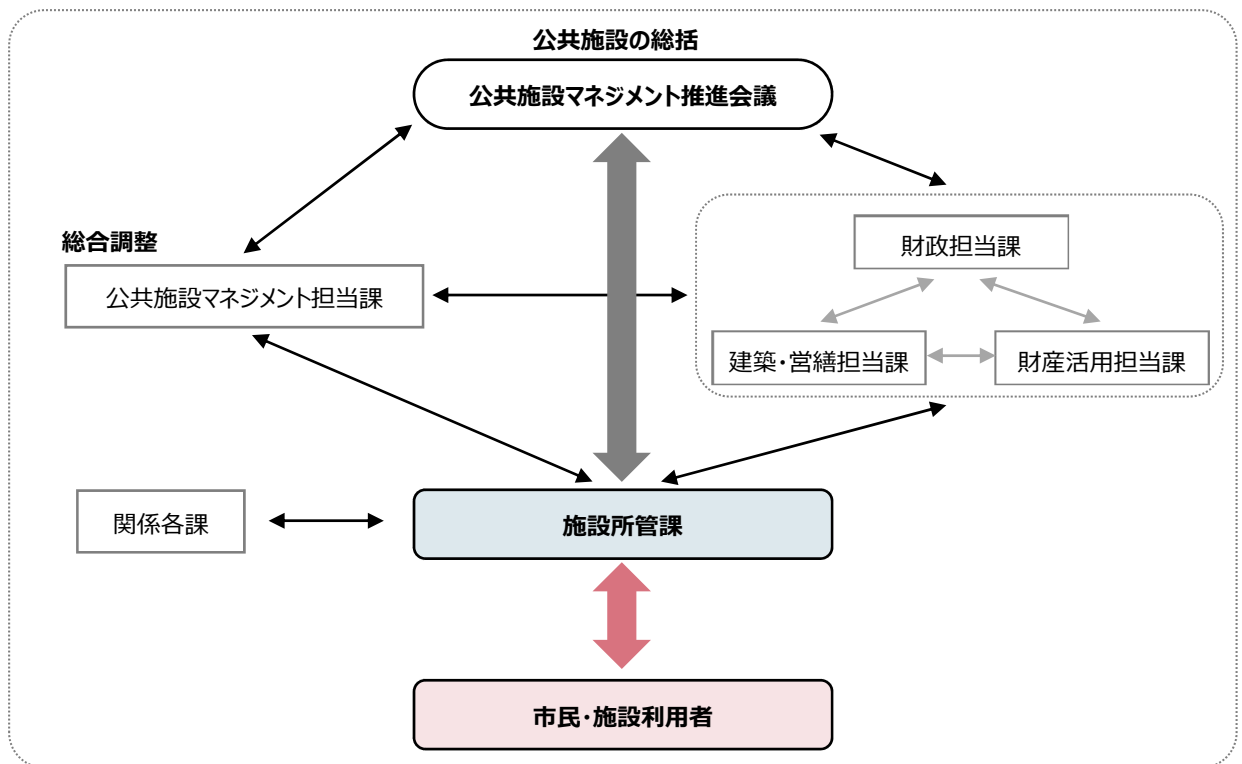 公共施設の総括
公共施設マネジメント推進会議
総合調整
公共施設マネジメント担当課
財政担当課
建築・営繕担当課
財産活用担当課
関係各課
施設所管課
市民・施設利用者